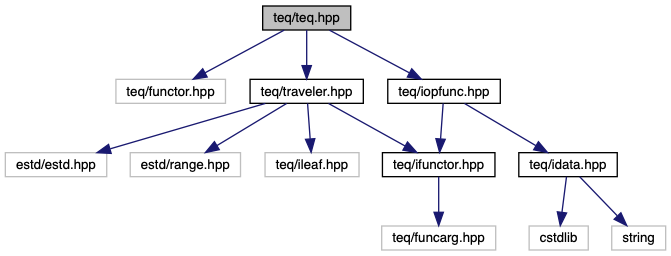 teq/teq.hpp
teq/functor.hpp
teq/traveler.hpp
teq/iopfunc.hpp
estd/estd.hpp
estd/range.hpp
teq/ileaf.hpp
teq/ifunctor.hpp
teq/idata.hpp
teq/funcarg.hpp
cstdlib
string